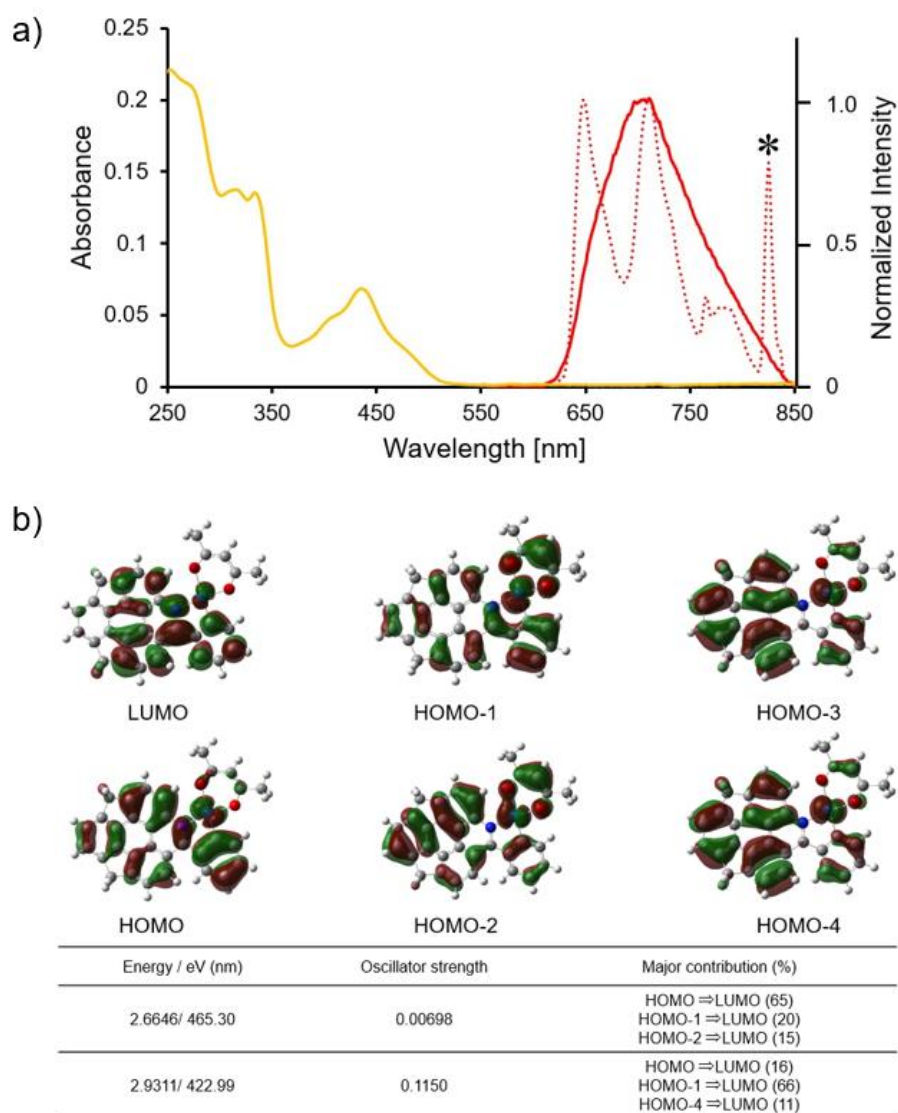 a)
0.25
0.2
0.15
0.1
0.05
0
Absorbance
1.0
0.5
0
Normalized Intensity
*
250 350 450 550 650 750 850
Wavelength [nm]
b)
LUMO HOMO-1 HOMO-3
HOMO HOMO-2 HOMO-4
Energy / eV (nm) Oscillator strength Major contribution (%)
HOMO ⇒LUMO (65)
2.6646/ 465.30 0.00698 HOMO-1 ⇒LUMO (20)
HOMO-2 ⇒LUMO (15)
HOMO ⇒LUMO (16)
2.9311/ 422.99 0.1150 HOMO-1 ⇒LUMO (66)
HOMO-4 ⇒LUMO (11)